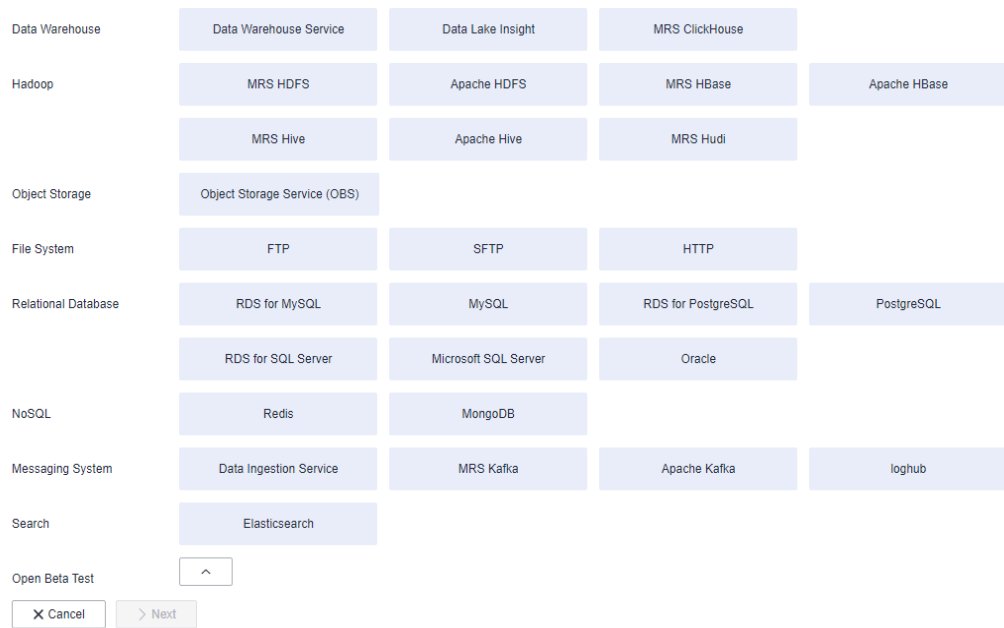 Data Warehouse Data Warehouse Service Data Lake Insight MRS ClickHouse
Hadoop MRS HDFS Apache HDFS MRS HBase Apache HBase
MRS Hive Apache Hive MRS Hudi
Object Storage Object Storage Service (OBS)
File System FTP SFTP HTTP
Relational Database RDS for MySQL MySQL RDS for PostgreSQL PostgreSQL
RDS for SQL Server Microsoft SQL Server Oracle
NoSQL Redis MongoDB
Messaging System Data Ingestion Service MRS Kafka Apache Kafka loghub
Search Elasticsearch
Open Beta Test
Cancel Next